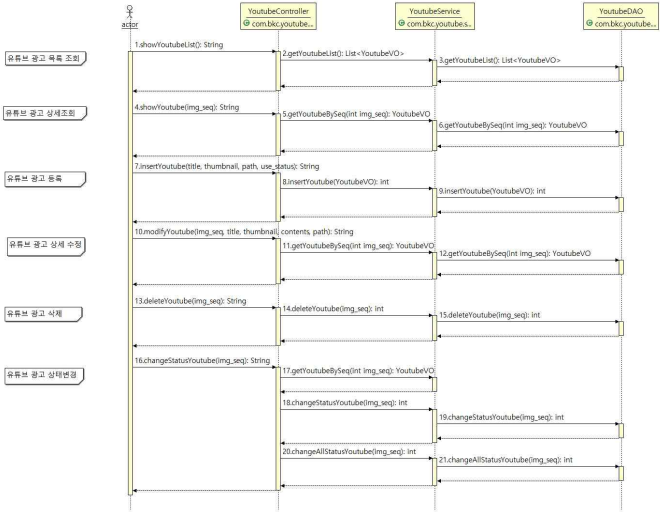 YoutubeController
com.bkc.youtube...
YoutubeService
com.bkc.youtube.s...
YoutubeDAO
com.bkc.youtube...
actor
유튜브 광고 목록 조회
1.showYoutubeList(): String
2.getYoutubeList(): List<YoutubeVO>
3.getYoutubeList(): List<YoutubeVO>
유튜브 광고 상세조회
4.showYoutube(img_seq): String
5.getYoutubeBySeq(int img_seq): YoutubeVO
6.getYoutubeBySeq(int img_seq): YoutubeVO
유튜브 광고 등록
7.insertYoutube(title, thumbnail, path, use_status): String
8.insertYoutube(YoutubeVO): int
9.insertYoutube(YoutubeVO): int
유튜브 광고 상세 수정
10.modifyYoutube(img_seq, title, thumbnail, contents, path): String
11.getYoutubeBySeq(int img_seq): YoutubeVO
12.getYoutubeBySeq(int img_seq): YoutubeVO
유튜브 광고 삭제
13.deleteYoutube(img_seq): String
14.deleteYoutube(img_seq): int
15.deleteYoutube(img_seq): int
유튜브 광고 상태변경
16.changeStatusYoutube(img_seq): String
17.getYoutubeBySeq(int img_seq): YoutubeVO
18.changeStatusYoutube(img_seq): int
19.changeStatusYoutube(img_seq): int
20.changeAllStatusYoutube(img_seq): int
21.changeAllStatusYoutube(img_seq): int